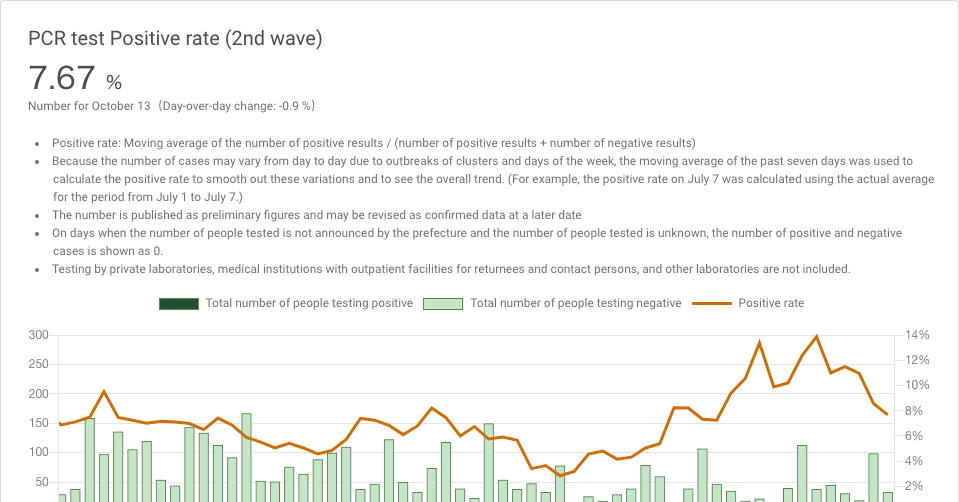 PCR test Positive rate (2nd wave)
7.67 %
Number for October 13（Day-over-day change: -0.9 %）
• Positive rate: Moving average of the number of positive results / (number of positive results + number of negative results)
• Because the number of cases may vary from day to day due to outbreaks of clusters and days of the week, the moving average of the past seven days was used to
calculate the positive rate to smooth out these variations and to see the overall trend. (For example, the positive rate on July 7 was calculated using the actual average
for the period from July 1 to July 7.)
• The number is published as preliminary figures and may be revised as confirmed data at a later date
• On days when the number of people tested is not announced by the prefecture and the number of people tested is unknown, the number of positive and negative
cases is shown as 0.
• Testing by private laboratories, medical institutions with outpatient facilities for returnees and contact persons, and other laboratories are not included.
Total number of people testing positive Total number of people testing negative Positive rate
300 14%
250 12%
200 10%
150 8%
100 6%
50 4%
2%